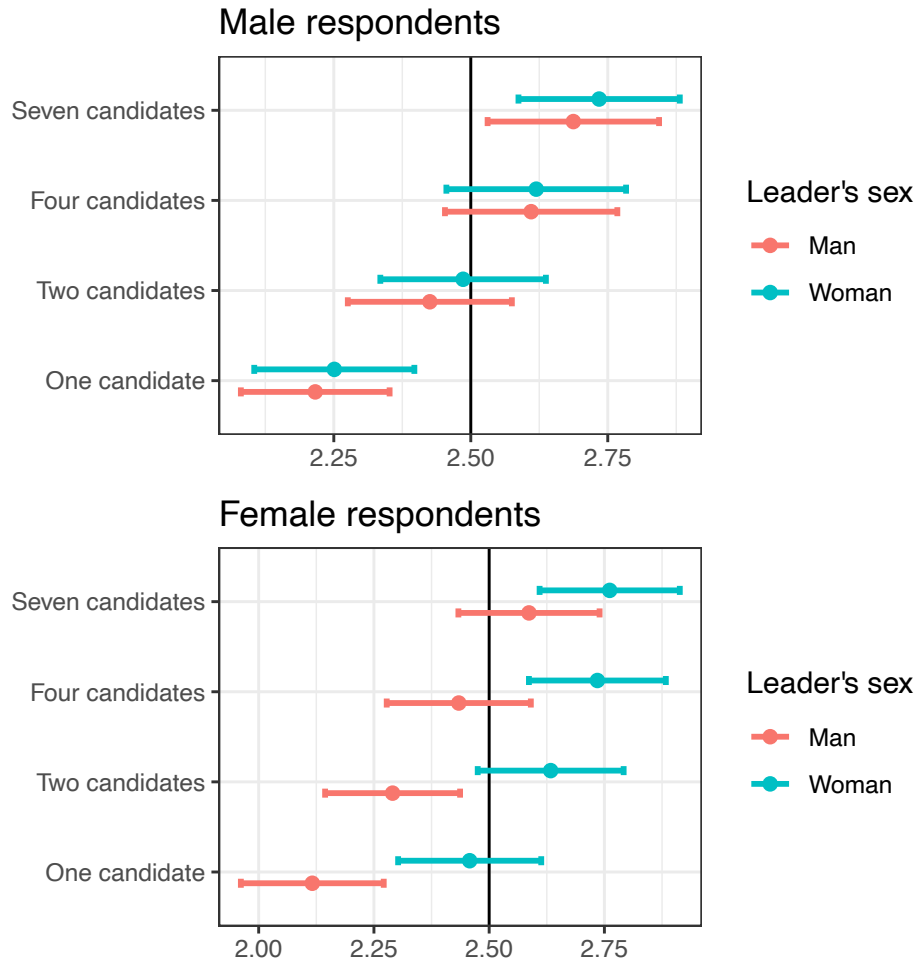 Male respondents
Seven candidates
Four candidates
Two candidates
One candidate
2.25 2.50 2.75
Leader's sex
Man
Woman
Female respondents
Seven candidates
Four candidates
Two candidates
One candidate
2.00 2.25 2.50 2.75
Leader's sex
Man
Woman